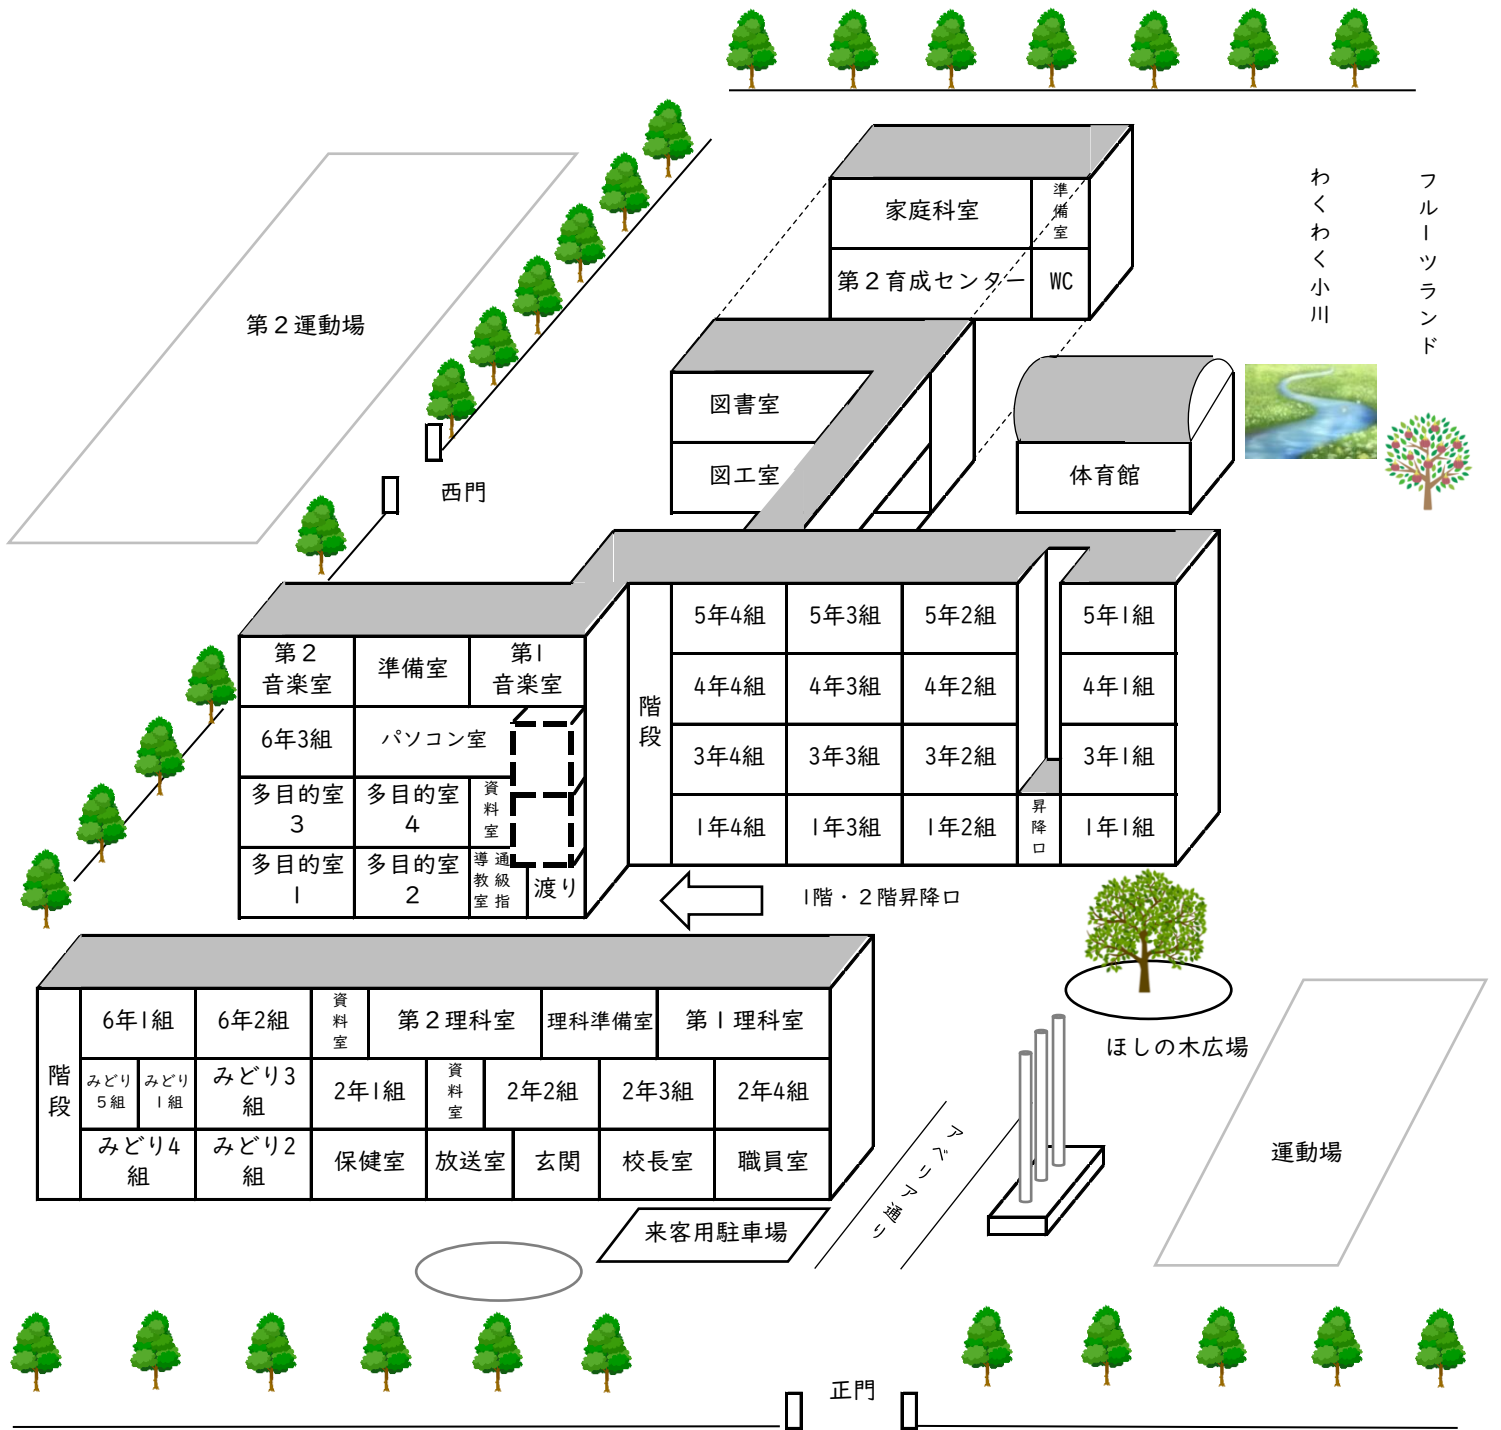 家庭科室
準備室
第２育成センター
WC
わくわく小川
フルーツランド
第２運動場
図書室
図工室
体育館
西門
5年4組
5年3組
5年2組
5年1組
4年4組
4年3組
4年2組
4年1組
3年4組
3年3組
3年2組
3年1組
1年4組
1年3組
1年2組
昇降口
1年1組
階段
第２
音楽室
準備室
第1
音楽室
6年3組
パソコン室
多目的室
３
多目的室
４
資料室
多目的室
１
多目的室
２
通級指
導教室
渡り
1階・２階昇降口
ほしの木広場
階段
6年1組
6年2組
資料室
第２理科室
理科準備室
第１理科室
みどり
５組
みどり
１組
みどり3
組
2年1組
資料室
2年2組
2年3組
2年4組
みどり4
組
みどり2
組
保健室
放送室
玄関
校長室
職員室
アベリア通り
運動場
来客用駐車場
正門